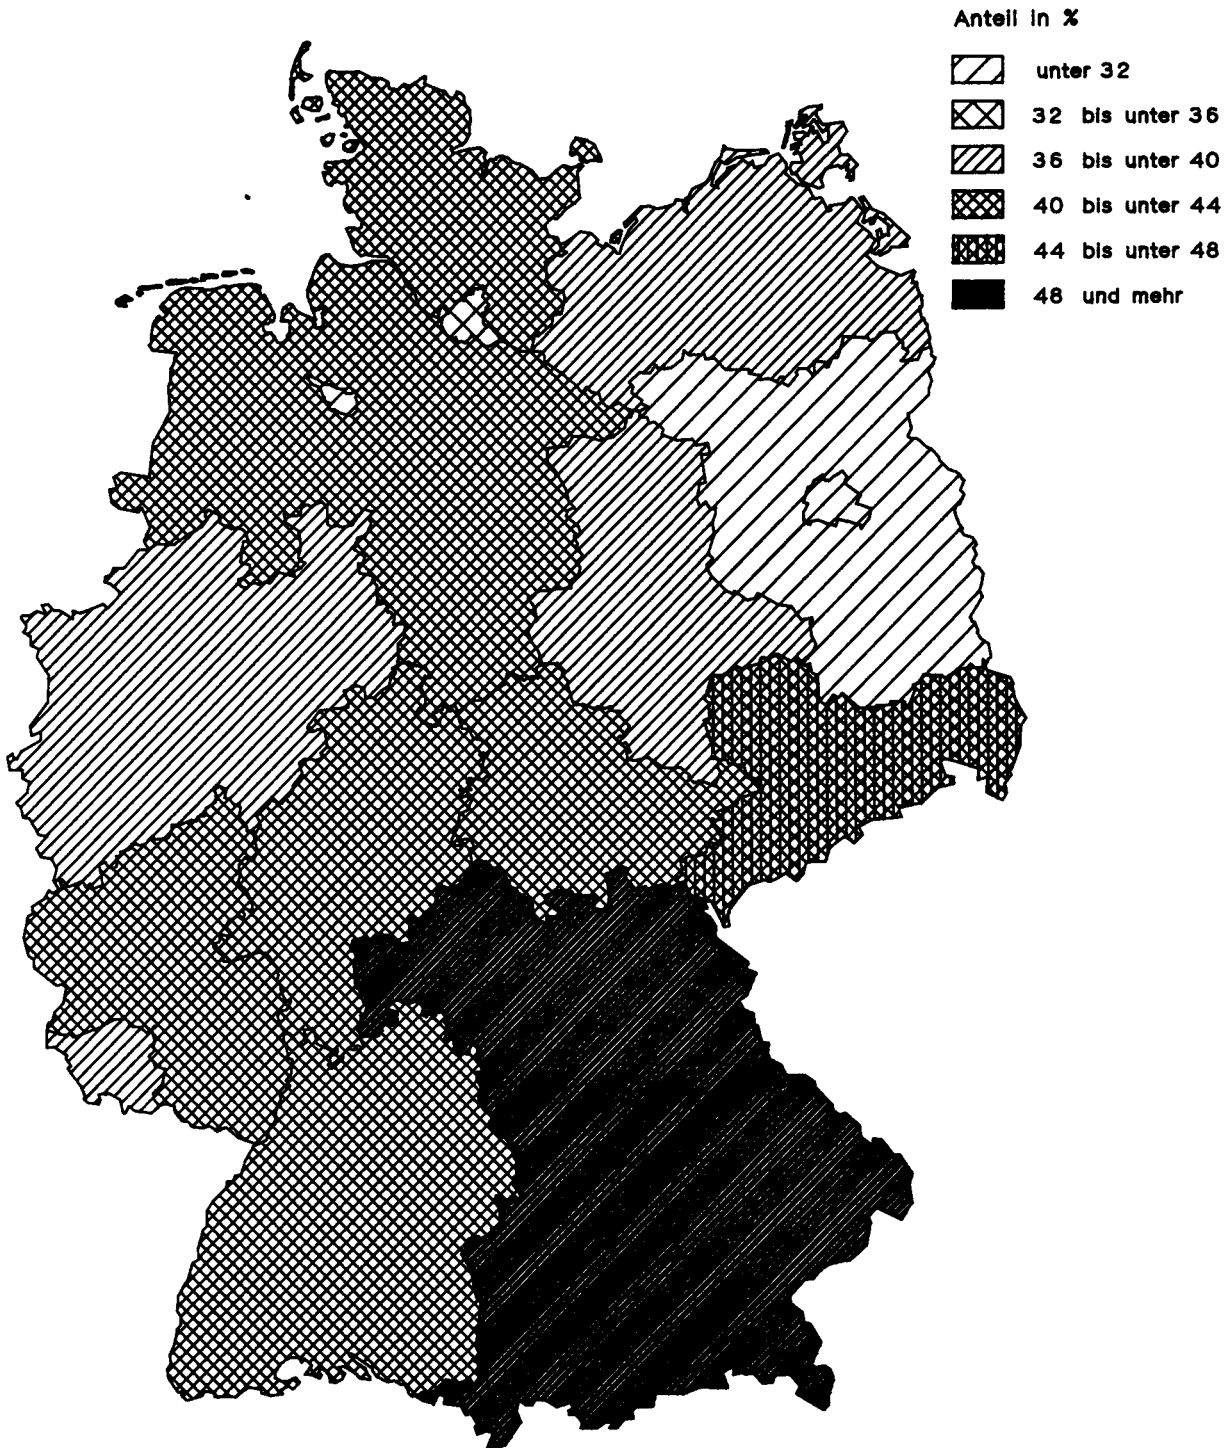 Anteil in %
unter 32
32 bis unter 36
36 bis unter 40
40 bis unter 44
44 bis unter 48
48 und mehr